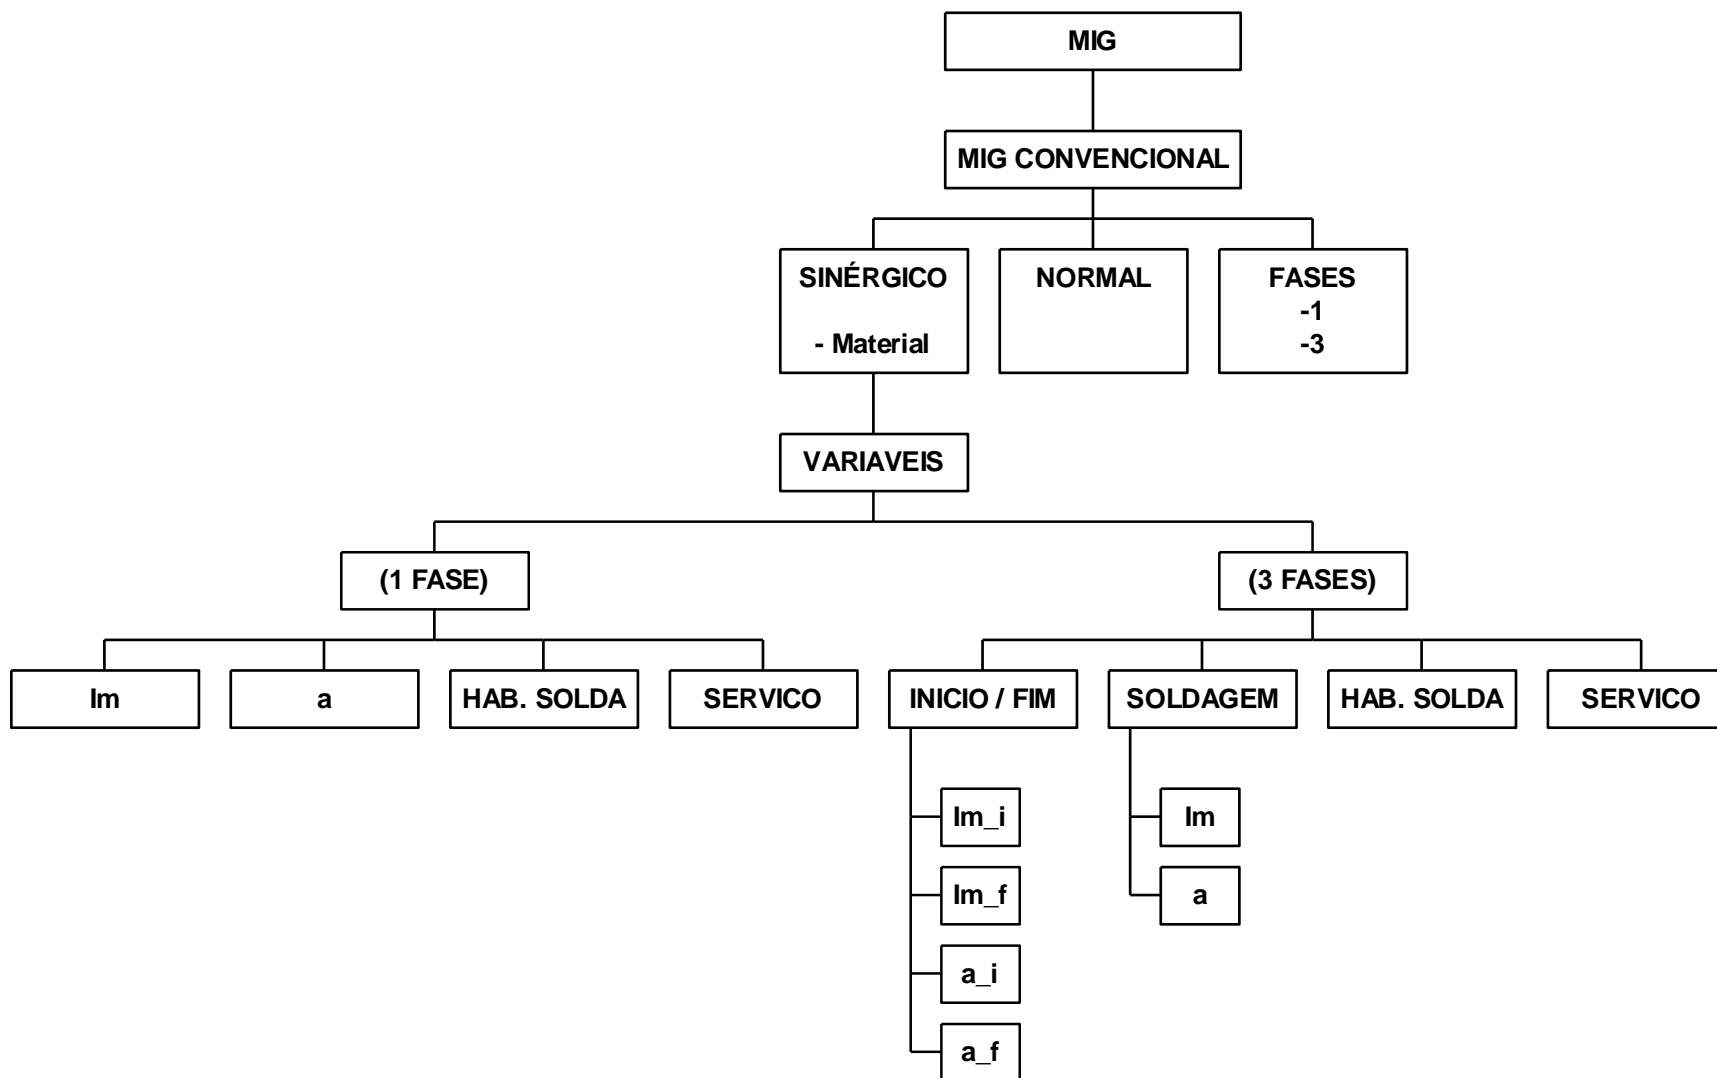 MIG
MIG CONVENCIONAL
SINÉRGICO
- Material
NORMAL
FASES
-1
-3
VARIAVEIS
(1 FASE)
(3 FASES)
Im
a
HAB. SOLDA
SERVICO
INICIO / FIM
SOLDAGEM
HAB. SOLDA
SERVICO
Im_i
Im_f
a_i
a_f
Im
a